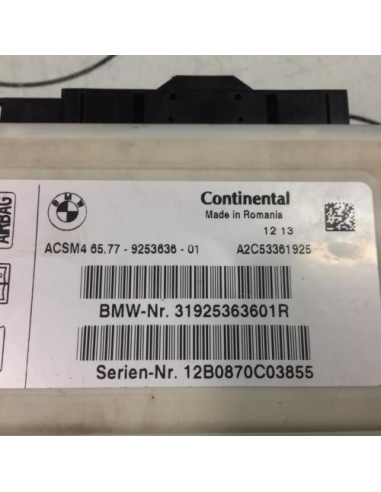 AIRBAG
BMW
Continental
Made in Romania
12 13
ACSM4 65.77 - 9253636 - 01 A2C53361925
BMW-Nr. 31925363601R
Serien-Nr. 12B0870C03855